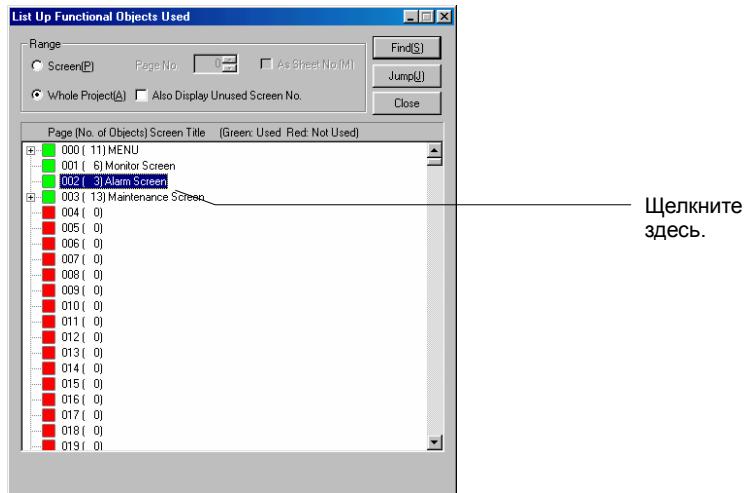 List Up Functional Objects Used
Range
Find(S)
Screen(P) Page No. 0 As Sheet No.(M)
Jump(J)
Whole Project(A) Also Display Unused Screen No.
Close
Page (No. of Objects) Screen Title (Green: Used Red: Not Used)
000 ( 11) MENU
001 ( 6) Monitor Screen
002 ( 3) Alarm Screen
003 ( 13) Maintenance Screen
004 ( 0)
005 ( 0)
006 ( 0)
007 ( 0)
008 ( 0)
009 ( 0)
010 ( 0)
011 ( 0)
012 ( 0)
013 ( 0)
014 ( 0)
015 ( 0)
016 ( 0)
017 ( 0)
018 ( 0)
019 ( 0)
Щелкните
здесь.